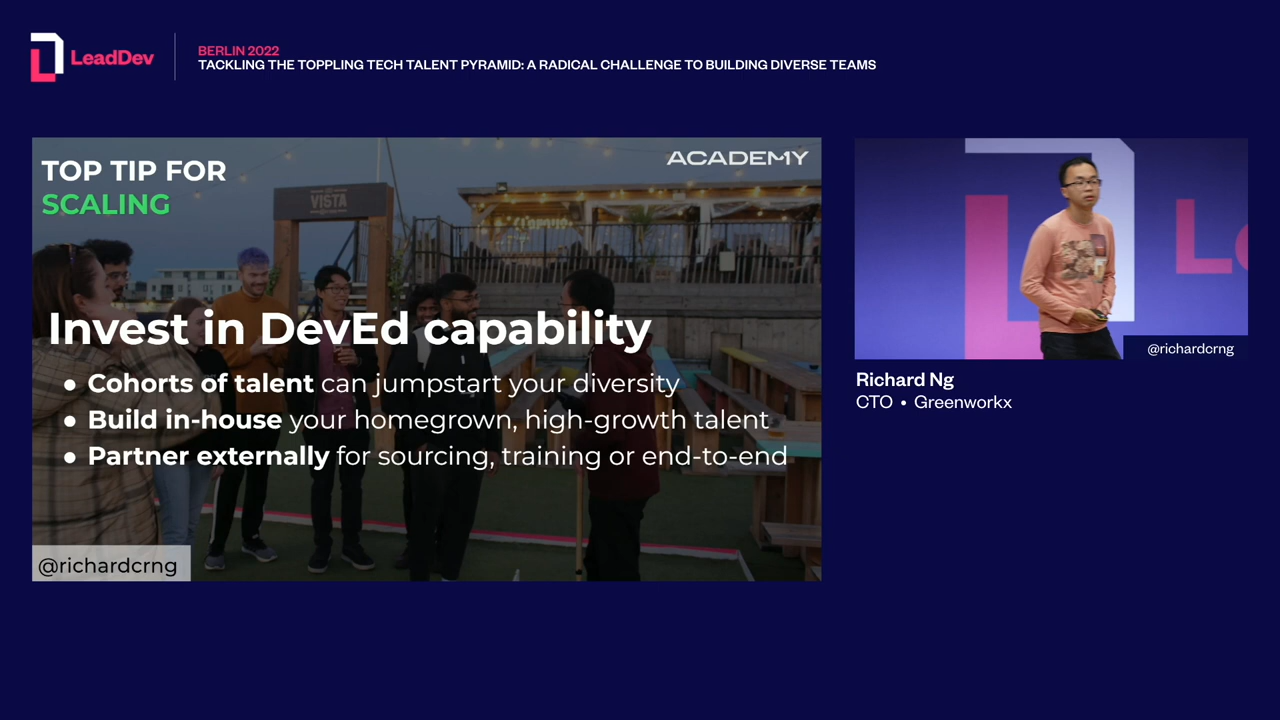 LeadDev
BERLIN 2022
TACKLING THE TOPPLING TECH TALENT PYRAMID: A RADICAL CHALLENGE TO BUILDING DIVERSE TEAMS
TOP TIP FOR
SCALING
ACADEMY
VISTA
Invest in DevEd capability
● Cohorts of talent can jumpstart your diversity
● Build in-house your homegrown, high-growth talent
● Partner externally for sourcing, training or end-to-end
@richardcrng
Le
@richardcrng
Richard Ng
CTO • Greenworkx